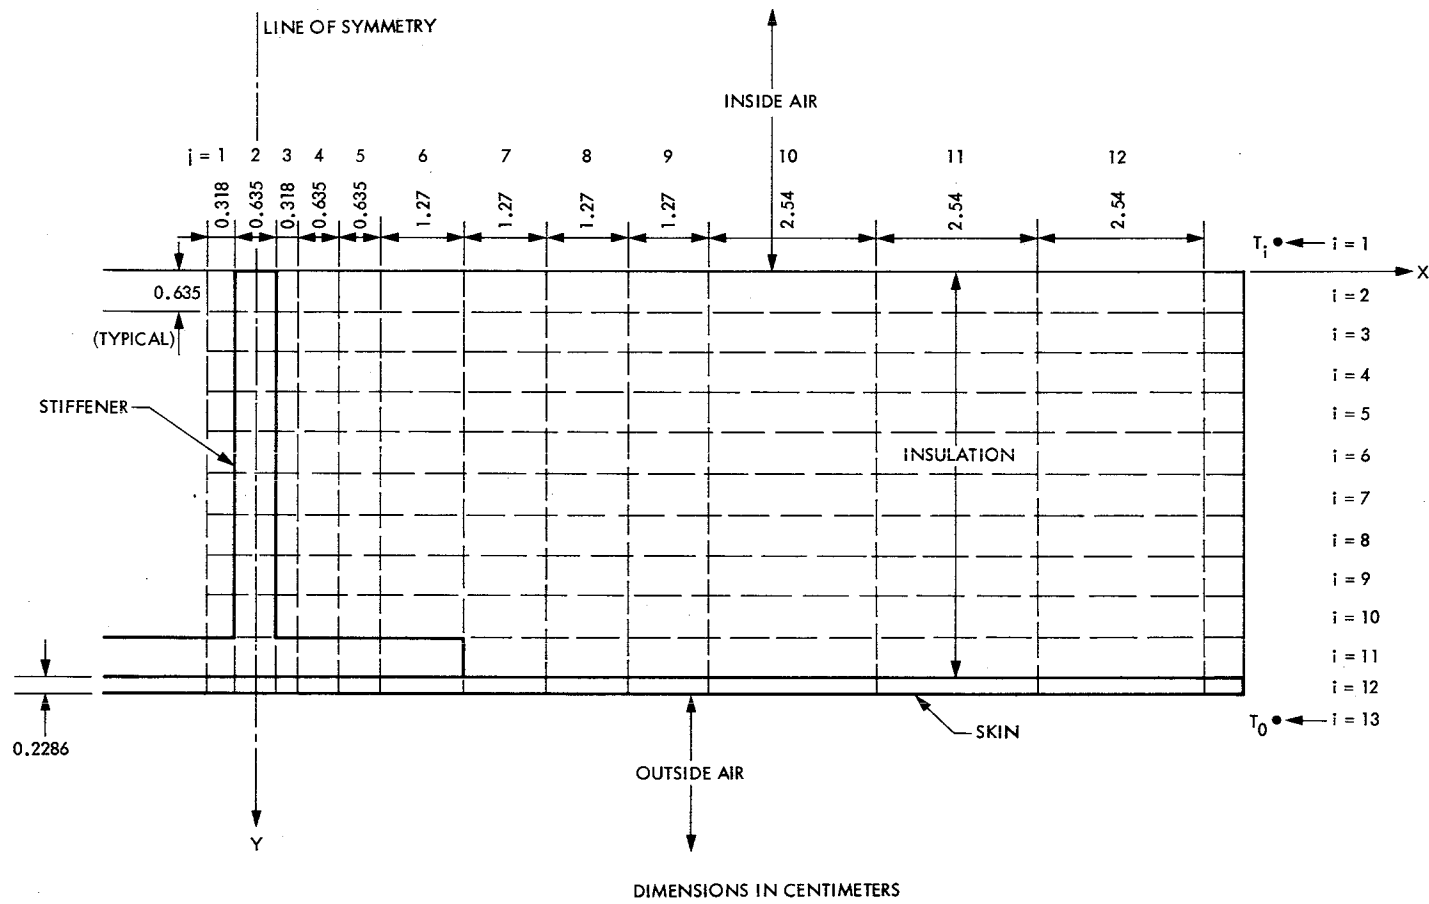 LINE OF SYMMETRY
INSIDE AIR
j = 1 2 3 4 5 6 7 8 9 10 11 12
0.318 0.635 0.318 0.635 0.635 1.27 1.27 1.27 1.27 2.54 2.54 2.54
Ti i = 1
X
0.635
(TYPICAL)
i = 2
i = 3
i = 4
STIFFENER
i = 5
INSULATION
i = 6
i = 7
i = 8
i = 9
i = 10
i = 11
i = 12
T0 i = 13
SKIN
0.2286
OUTSIDE AIR
Y
DIMENSIONS IN CENTIMETERS